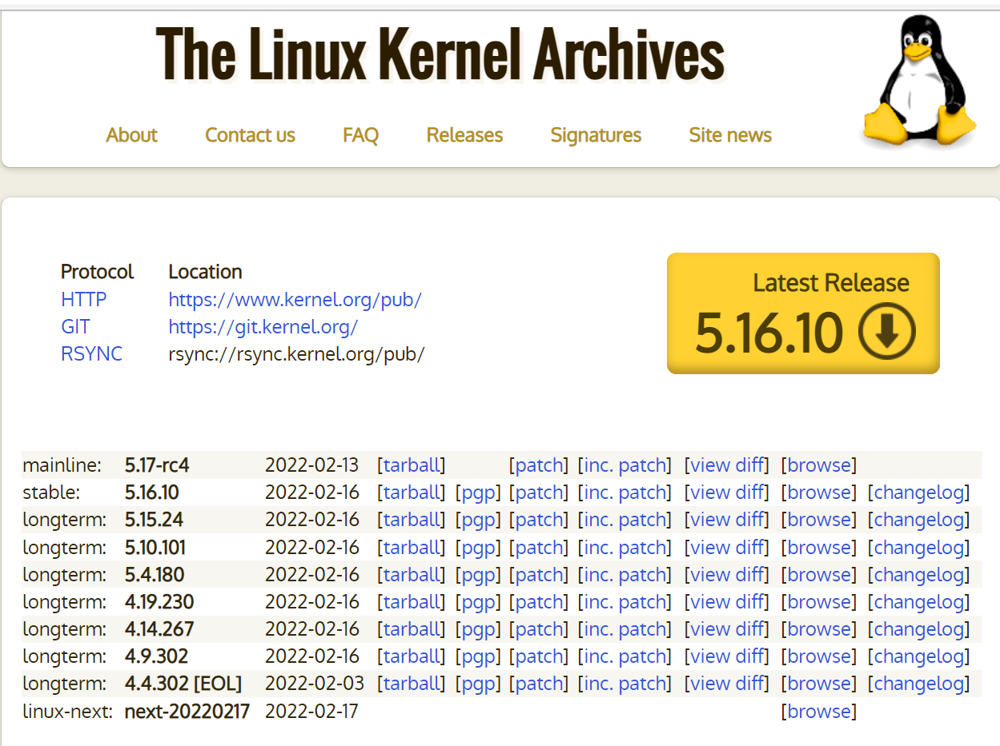 The Linux Kernel Archives
About Contact us FAQ Releases Signatures Site news
Protocol Location
HTTP https://www.kernel.org/pub/
GIT https://git.kernel.org/
RSYNC rsync://rsync.kernel.org/pub/
Latest Release
5.16.10
mainline: 5.17-rc4 2022-02-13 [tarball] [patch] [inc. patch] [view diff] [browse]
stable: 5.16.10 2022-02-16 [tarball] [pgp] [patch] [inc. patch] [view diff] [browse] [changelog]
longterm: 5.15.24 2022-02-16 [tarball] [pgp] [patch] [inc. patch] [view diff] [browse] [changelog]
longterm: 5.10.101 2022-02-16 [tarball] [pgp] [patch] [inc. patch] [view diff] [browse] [changelog]
longterm: 5.4.180 2022-02-16 [tarball] [pgp] [patch] [inc. patch] [view diff] [browse] [changelog]
longterm: 4.19.230 2022-02-16 [tarball] [pgp] [patch] [inc. patch] [view diff] [browse] [changelog]
longterm: 4.14.267 2022-02-16 [tarball] [pgp] [patch] [inc. patch] [view diff] [browse] [changelog]
longterm: 4.9.302 2022-02-16 [tarball] [pgp] [patch] [inc. patch] [view diff] [browse] [changelog]
longterm: 4.4.302 [EOL] 2022-02-03 [tarball] [pgp] [patch] [inc. patch] [view diff] [browse] [changelog]
linux-next: next-20220217 2022-02-17 [browse]